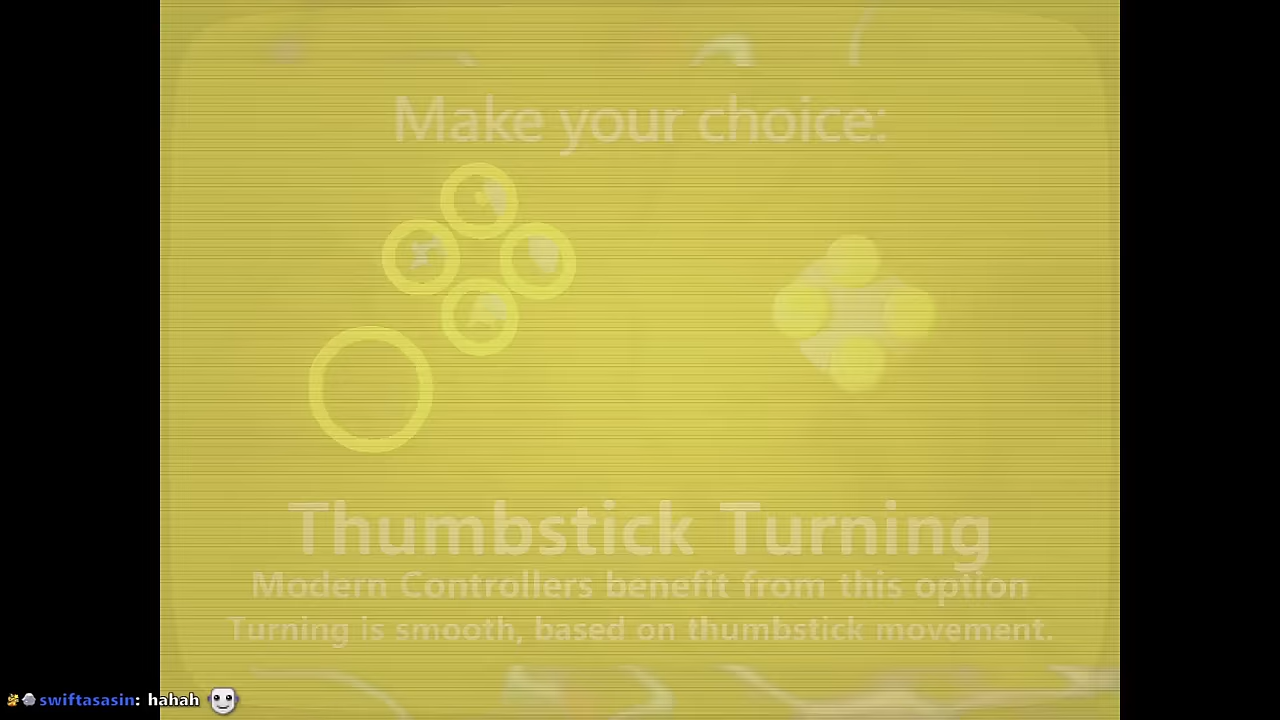 Make your choice:
Thumbstick Turning
Modern Controllers benefit from this option
Turning is smooth, based on thumbstick movement.
swiftasasin: hahah